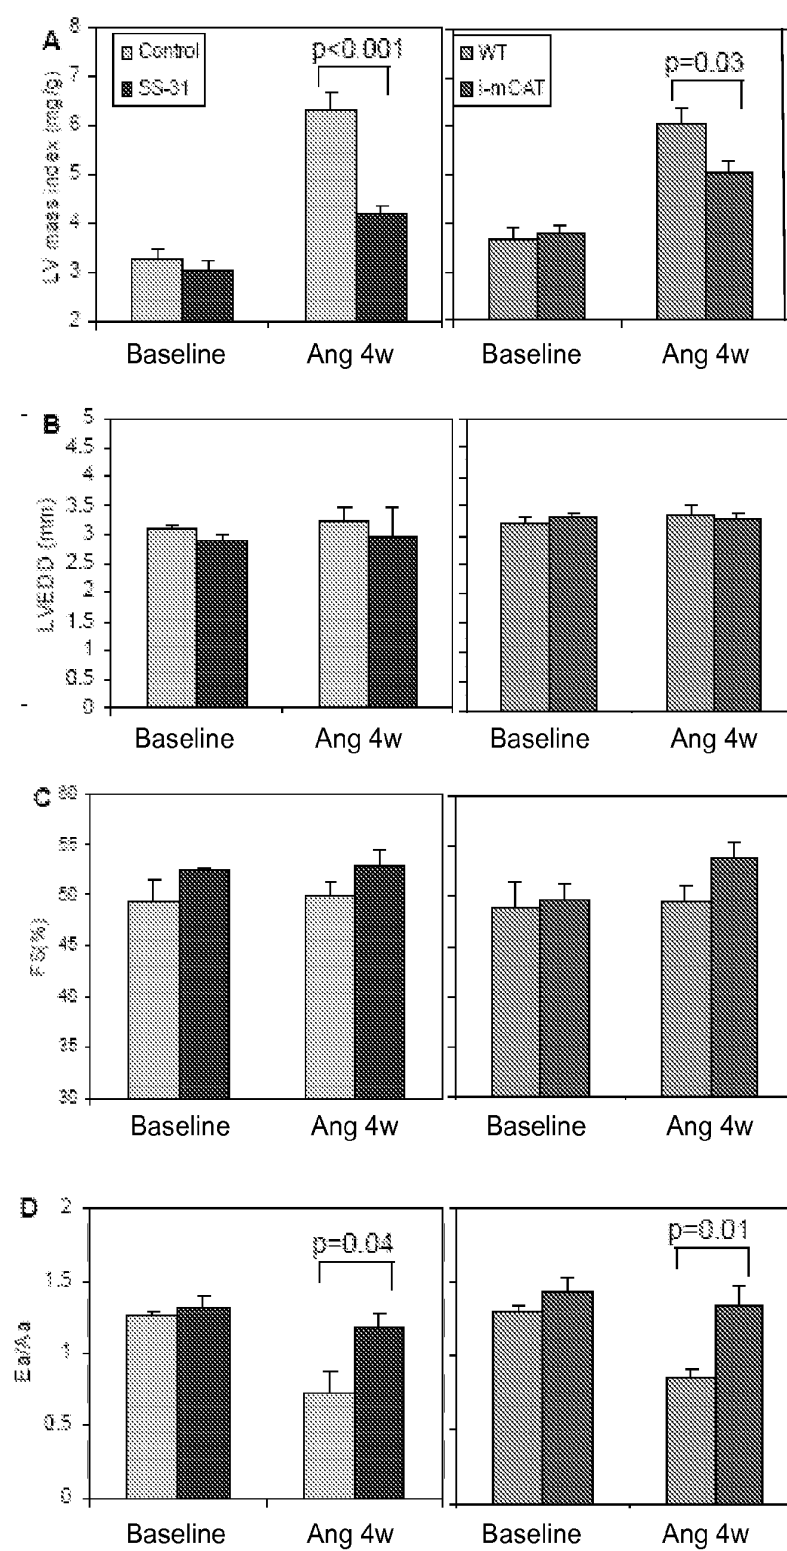 A
8
7
6
5
4
3
2
LV mass index (mg/g)
Control
SS-31
p<0.001
WT
i-mCAT
p=0.03
Baseline Ang 4w Baseline Ang 4w
B
5
4.5
4
3.5
3
2.5
2
1.5
1
0.5
0
LVEDD (mm)
Baseline Ang 4w Baseline Ang 4w
C
60
55
50
45
40
35
30
FS(%)
Baseline Ang 4w Baseline Ang 4w
D
2
1.5
1
0.5
0
Ea/Aa
p=0.04
p=0.01
Baseline Ang 4w Baseline Ang 4w